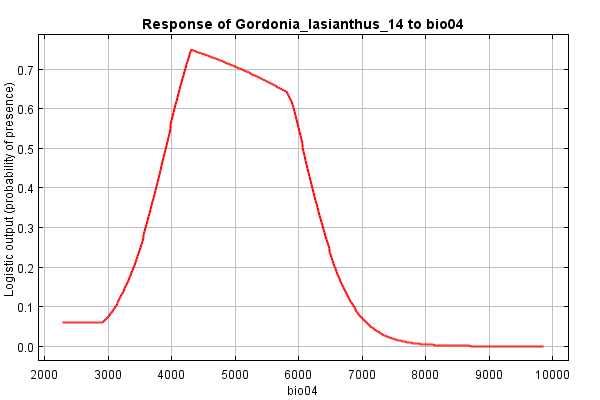 Response of Gordonia_lasianthus_14 to bio04
Logistic output (probability of presence)
0.7
0.6
0.5
0.4
0.3
0.2
0.1
0.0
2000 3000 4000 5000 6000 7000 8000 9000 10000
bio04